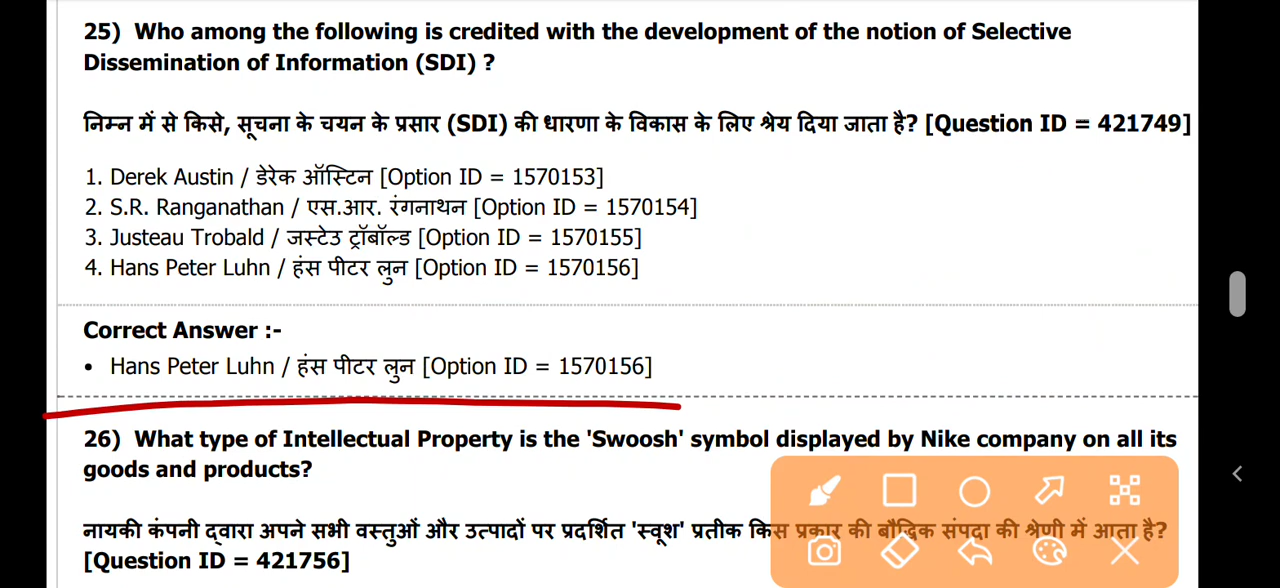 25) Who among the following is credited with the development of the notion of Selective
Dissemination of Information (SDI) ?
निम्न में से किसे, सूचना के चयन के प्रसार (SDI) की धारणा के विकास के लिए श्रेय दिया जाता है? [Question ID = 421749]
1. Derek Austin / डेरेक ऑस्टिन [Option ID = 1570153]
2. S.R. Ranganathan / एस.आर. रंगनाथन [Option ID = 1570154]
3. Justeau Trobald / जस्टेउ ट्रॉबॉल्ड [Option ID = 1570155]
4. Hans Peter Luhn / हंस पीटर लुन [Option ID = 1570156]
Correct Answer :-
• Hans Peter Luhn / हंस पीटर लुन [Option ID = 1570156]
26) What type of Intellectual Property is the 'Swoosh' symbol displayed by Nike company on all its
goods and products?
नायकी कंपनी द्वारा अपने सभी वस्तुओं और उत्पादों पर प्रदर्शित 'स्वूश' प्रतीक किस प्रकार की बौद्धिक संपदा की श्रेणी में आता है?
[Question ID = 421756]